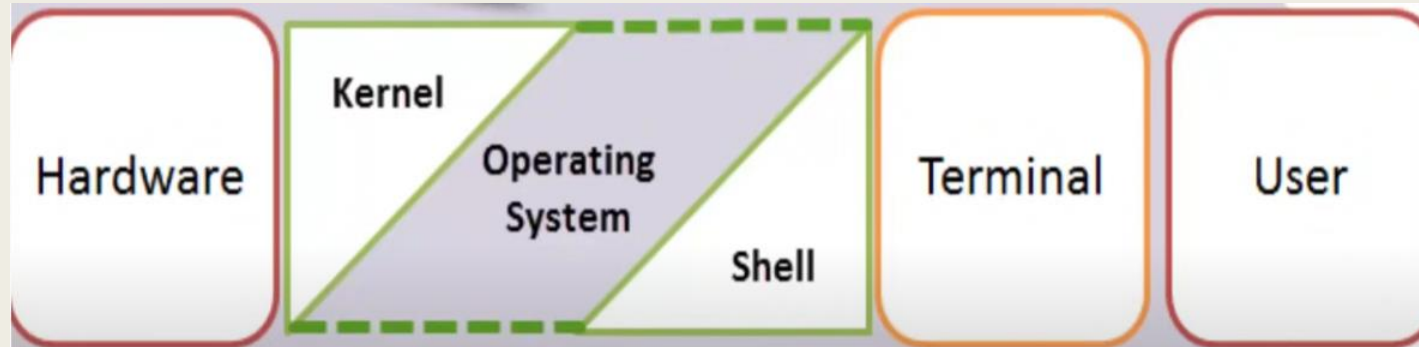 Hardware
Kernel
Operating
System
Shell
Terminal
User